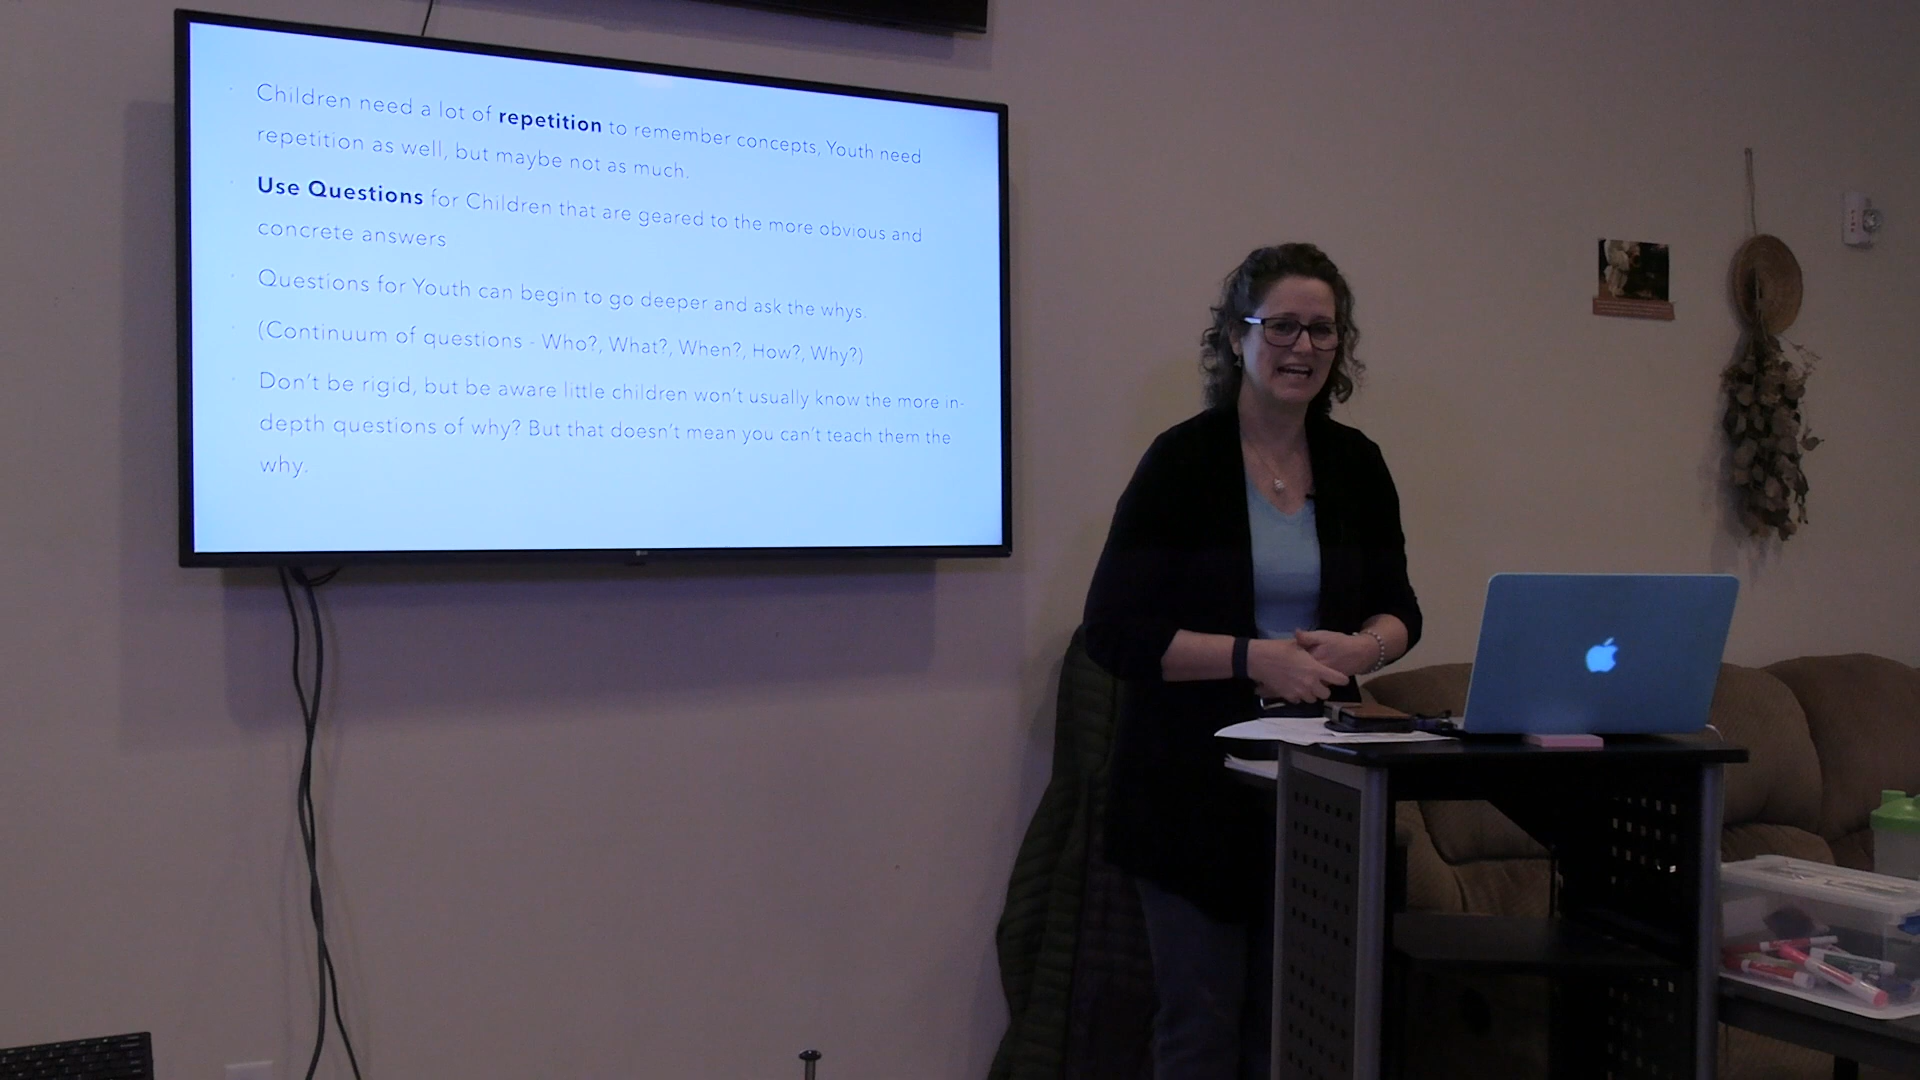 Children need a lot of repetition to remember concepts, Youth need
repetition as well, but maybe not as much.
Use Questions for Children that are geared to the more obvious and
concrete answers
Questions for Youth can begin to go deeper and ask the whys.
(Continuum of questions - Who?, What?, When?, How?, Why?)
Don't be rigid, but be aware little children won't usually know the more in-
depth questions of why? But that doesn't mean you can't teach them the
why.